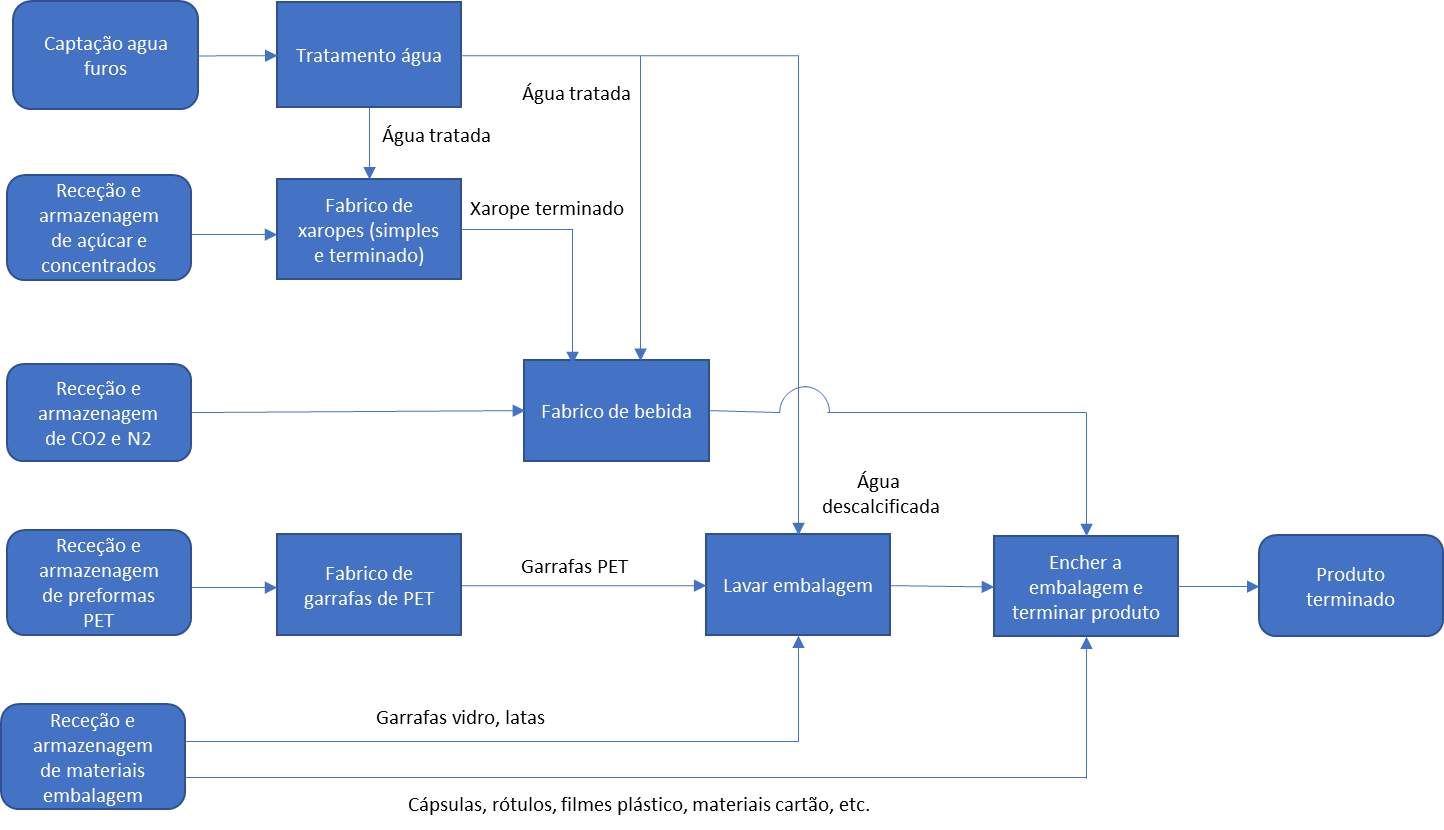 Captação agua
furos
Tratamento água
Água tratada
Água tratada
Receção e
armazenagem
de açúcar e
concentrados
Fabrico de
xaropes (simples
e terminado)
Xarope terminado
Receção e
armazenagem
de CO2 e N2
Fabrico de bebida
Água
descalcificada
Receção e
armazenagem
de preformas
PET
Fabrico de
garrafas de PET
Garrafas PET
Lavar embalagem
Encher a
embalagem e
terminar produto
Produto
terminado
Receção e
armazenagem
de materiais
embalagem
Garrafas vidro, latas
Cápsulas, rótulos, filmes plástico, materiais cartão, etc.